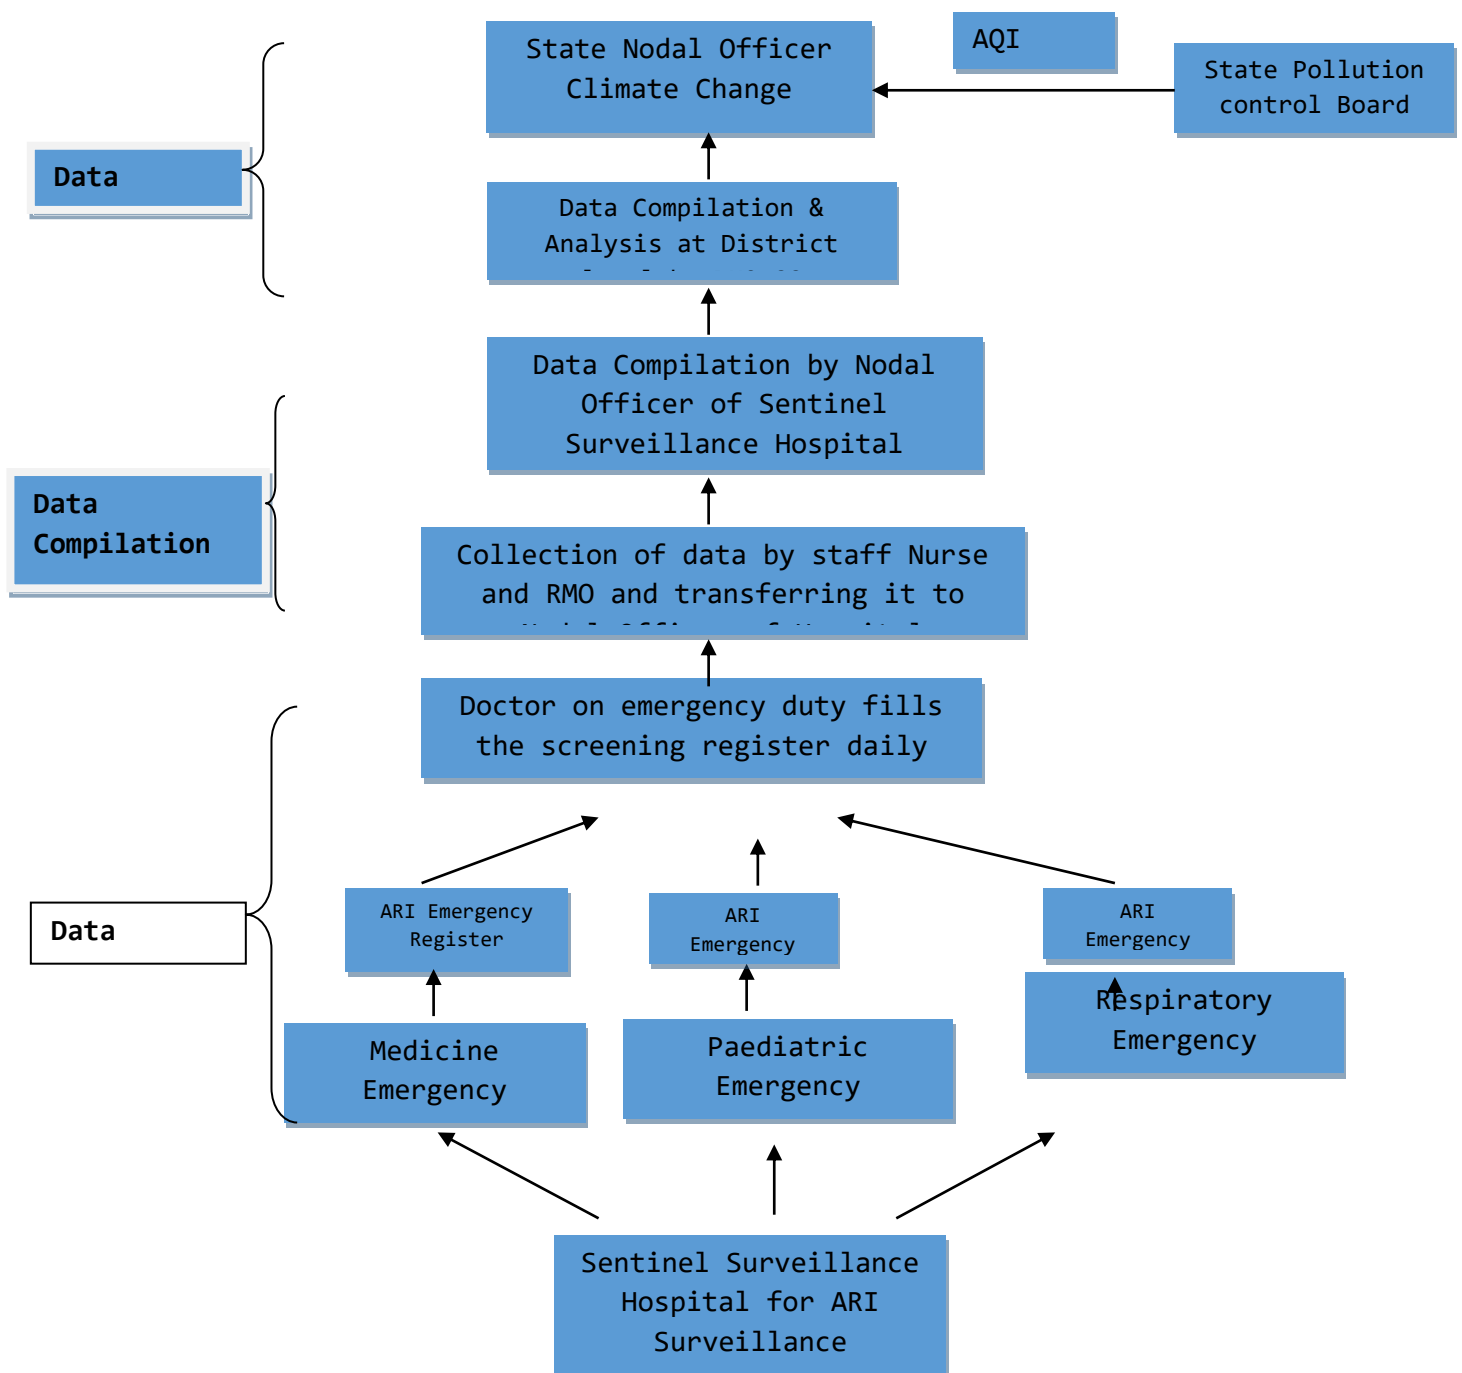 State Nodal Officer
Climate Change
AQI
State Pollution
control Board
Data
Data Compilation &
Analysis at District
Data Compilation by Nodal
Officer of Sentinel
Surveillance Hospital
Data
Compilation
Collection of data by staff Nurse
and RMO and transferring it to
Doctor on emergency duty fills
the screening register daily
Data
ARI Emergency
Register
ARI
Emergency
ARI
Emergency
Medicine
Emergency
Paediatric
Emergency
Respiratory
Emergency
Sentinel Surveillance
Hospital for ARI
Surveillance